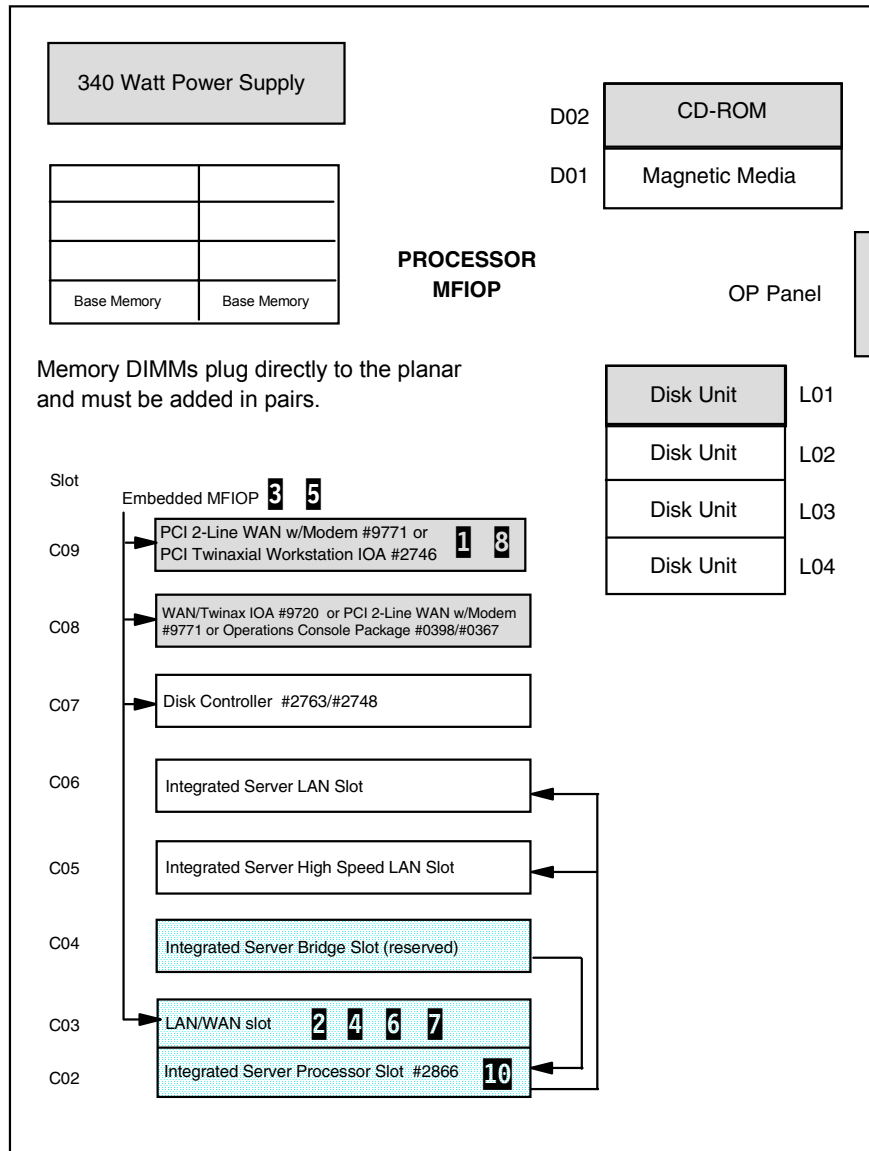 340 Watt Power Supply
D02 CD-ROM
D01 Magnetic Media
PROCESSOR
MFIOP
Base Memory Base Memory
OP Panel
Memory DIMMs plug directly to the planar
and must be added in pairs.
Disk Unit L01
Disk Unit L02
Disk Unit L03
Disk Unit L04
Slot
Embedded MFIOP 3 5
C09
PCI 2-Line WAN w/Modem #9771 or
PCI Twinaxial Workstation IOA #2746 1 8
C08
WAN/Twinax IOA #9720 or PCI 2-Line WAN w/Modem
#9771 or Operations Console Package #0398/#0367
C07 Disk Controller #2763/#2748
C06 Integrated Server LAN Slot
C05 Integrated Server High Speed LAN Slot
C04 Integrated Server Bridge Slot (reserved)
C03 LAN/WAN slot 2 4 6 7
C02 Integrated Server Processor Slot #2866 10